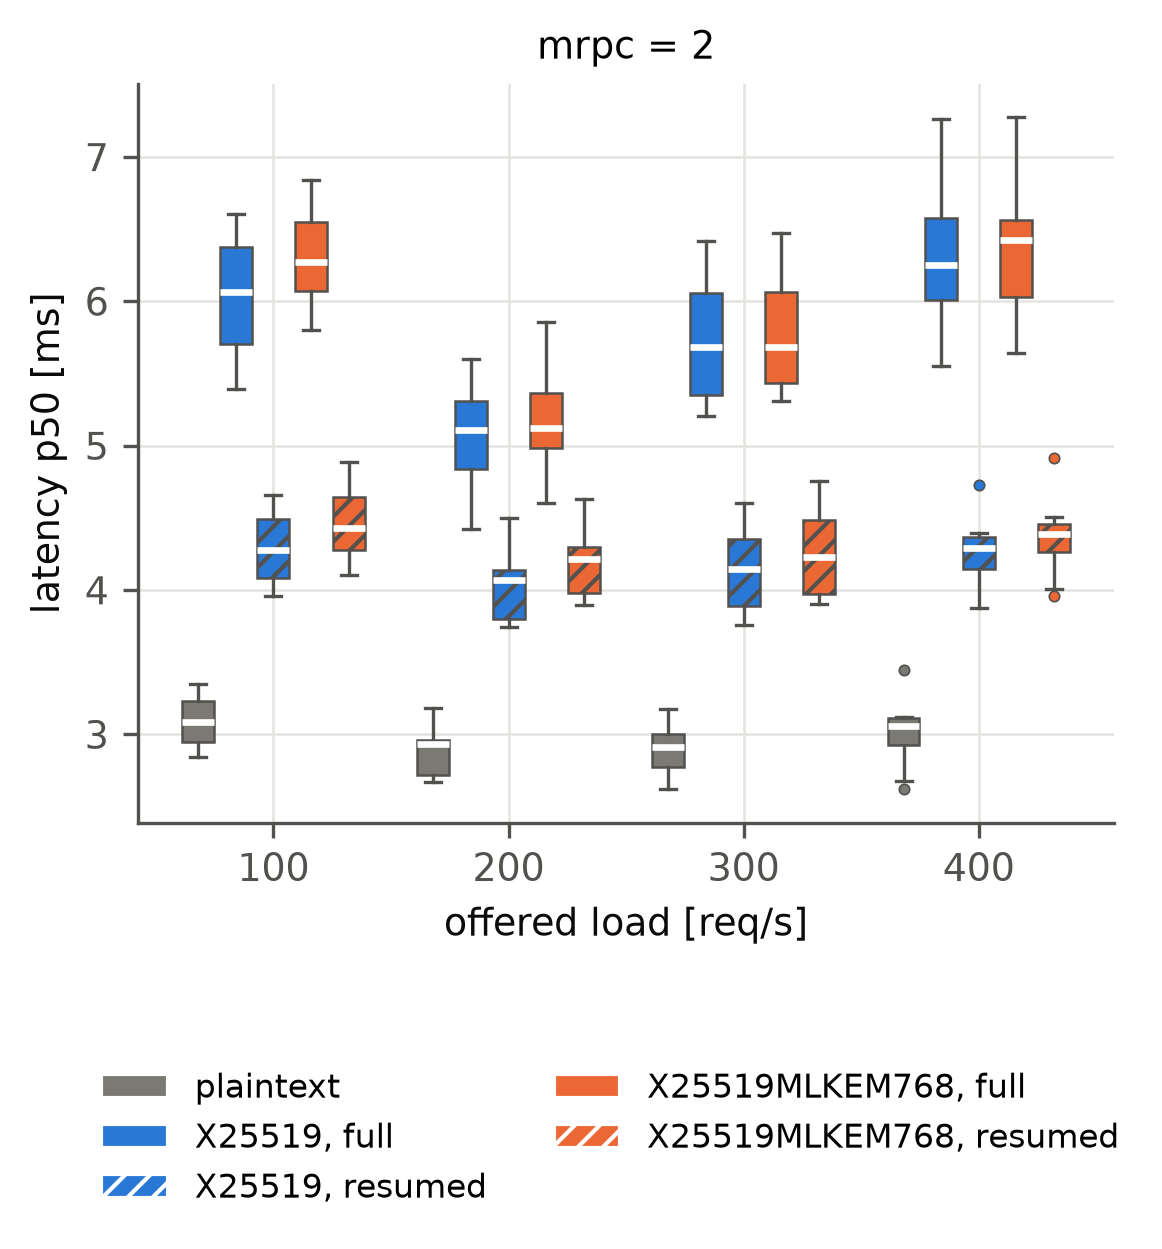 mrpc = 2
7
6
5
4
3
latency p50 [ms]
100 200 300 400
offered load [req/s]
plaintext
X25519, full
X25519, resumed
X25519MLKEM768, full
X25519MLKEM768, resumed